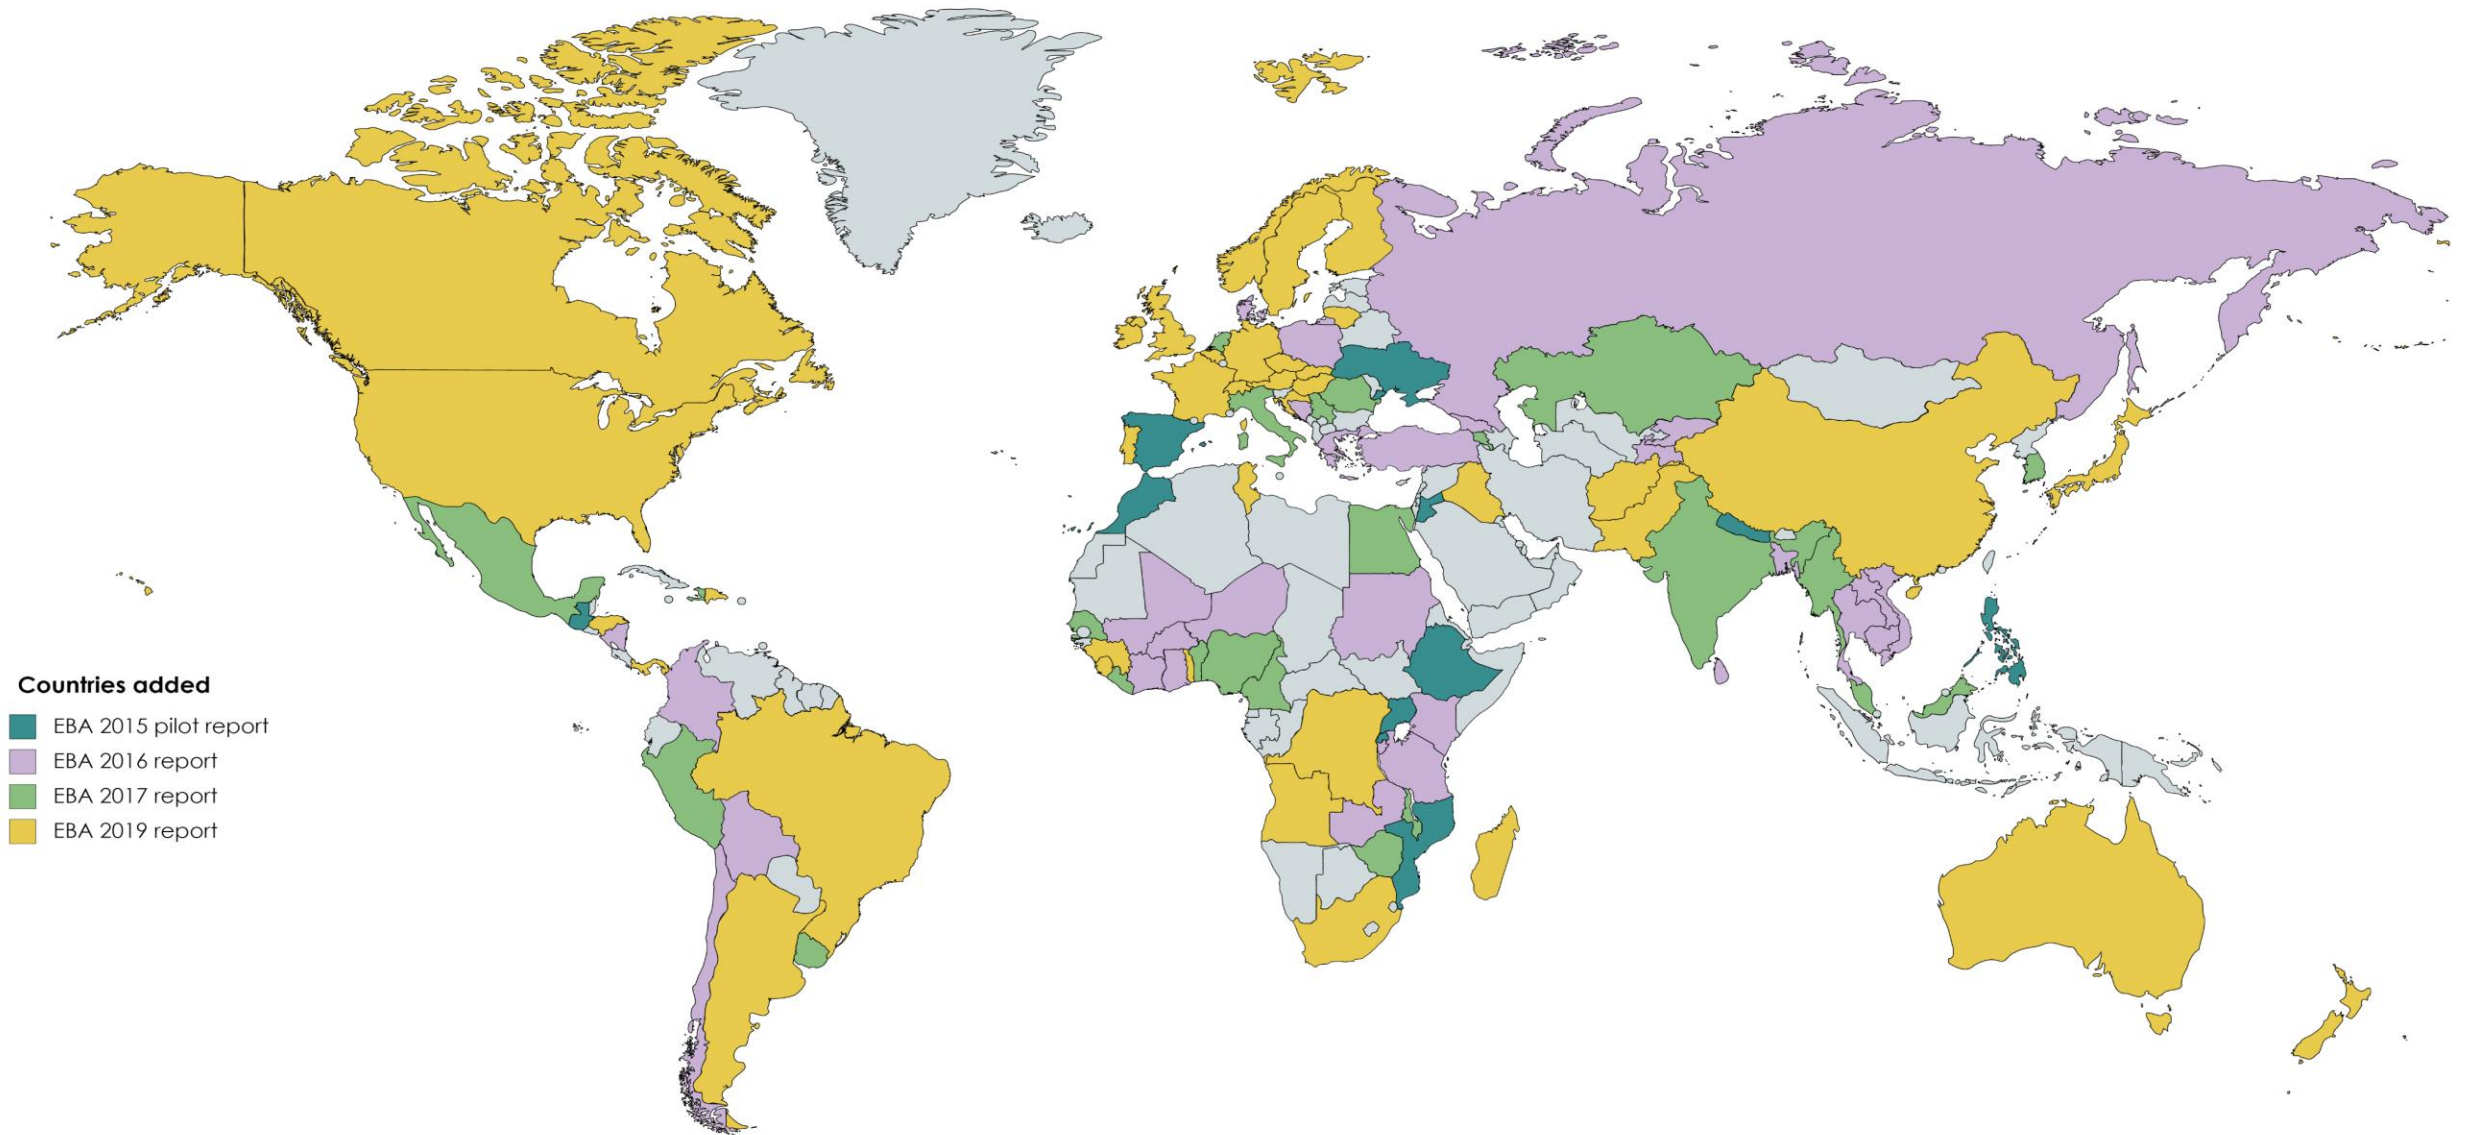 Countries added
EBA 2015 pilot report
EBA 2016 report
EBA 2017 report
EBA 2019 report